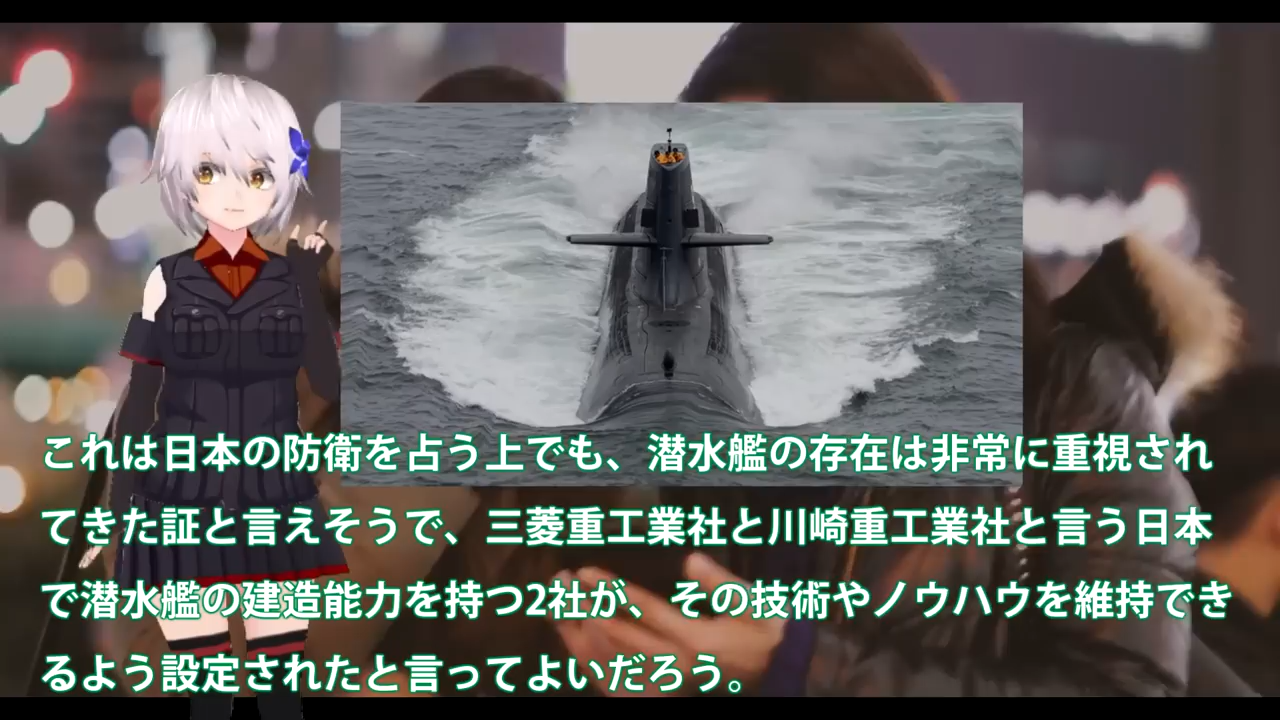 これは日本の防衛を占う上でも、潜水艦の存在は非常に重視され
てきた証と言えそうで、三菱重工業社と川崎重工業社と言う日本
で潜水艦の建造能力を持つ2社が、その技術やノウハウを維持でき
るよう設定されたと言ってよいだろう。